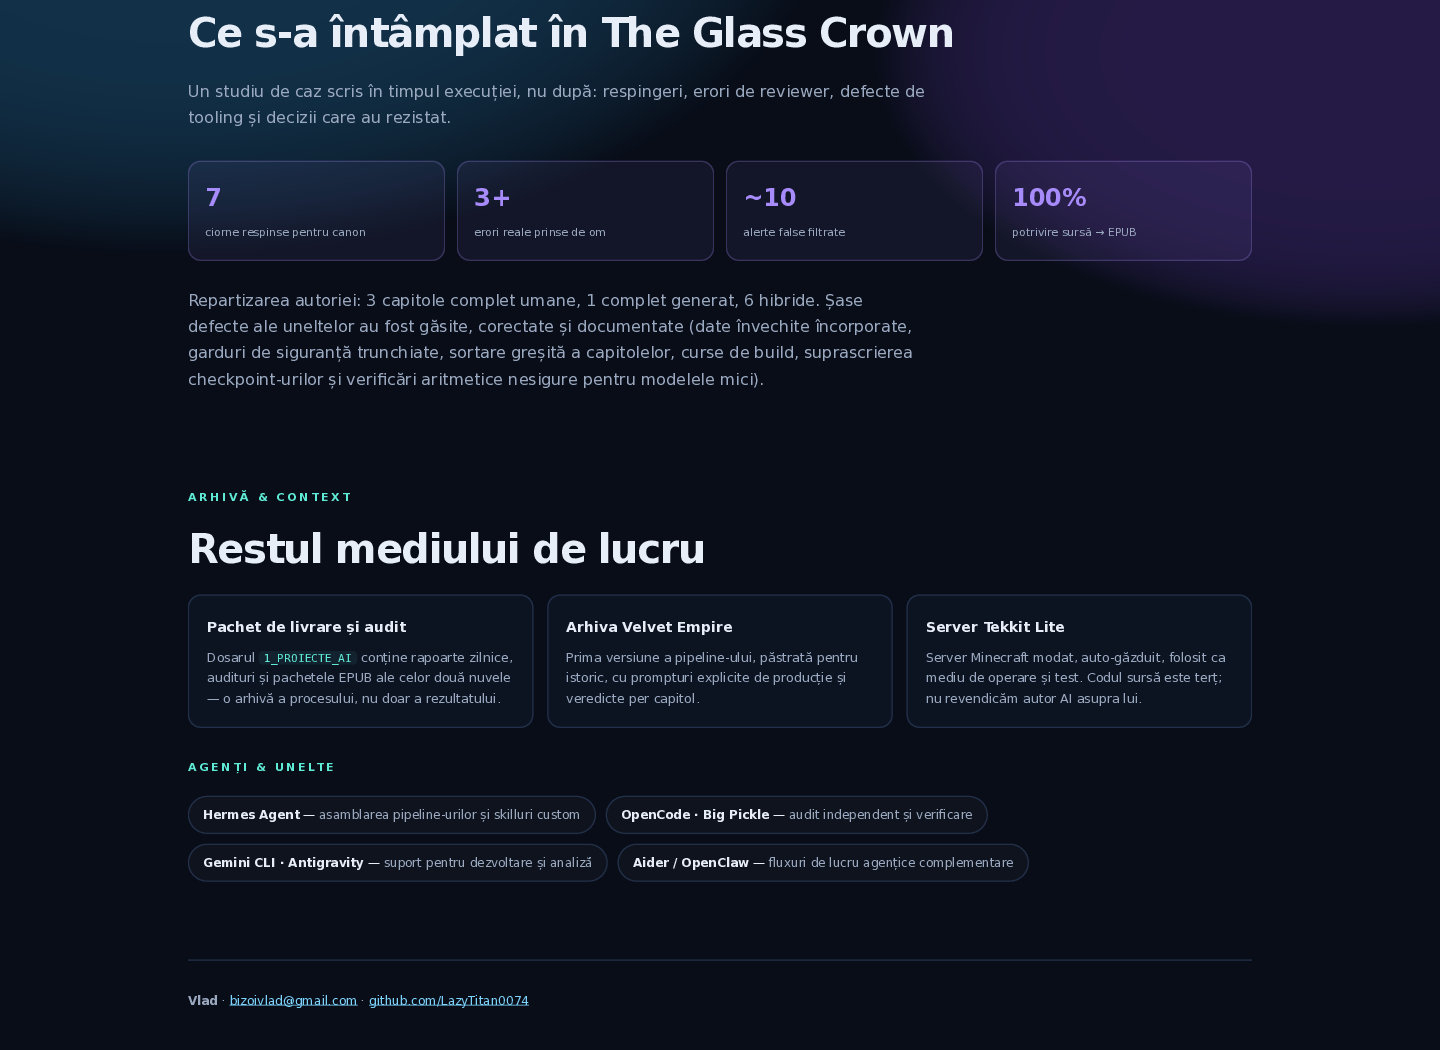 Ce s-a întâmplat în The Glass Crown
Un studiu de caz scris în timpul execuției, nu după: respingeri, erori de reviewer, defecte de
tooling și decizii care au rezistat.
7
ciorne respinse pentru canon
3+
erori reale prinse de om
~10
alerte false filtrate
100%
potrivire sursă → EPUB
Repartizarea autoriei: 3 capitole complet umane, 1 complet generat, 6 hibride. Șase
defecte ale uneltelor au fost găsite, corectate și documentate (date învechite încorporate,
garduri de siguranță trunchiate, sortare greșită a capitolelor, curse de build, suprascrierea
checkpoint-urilor și verificări aritmetice nesigure pentru modelele mici).
ARHIVĂ & CONTEXT
Restul mediului de lucru
Pachet de livrare și audit
Dosarul 1_PROIECTE_AI conține rapoarte zilnice,
audituri și pachetele EPUB ale celor două nuvele
— o arhivă a procesului, nu doar a rezultatului.
Arhiva Velvet Empire
Prima versiune a pipeline-ului, păstrată pentru
istoric, cu prompturi explicite de producție și
veredicte per capitol.
Server Tekkit Lite
Server Minecraft modat, auto-găzduit, folosit ca
mediu de operare și test. Codul sursă este terț;
nu revendicăm autor AI asupra lui.
AGENȚI & UNELTE
Hermes Agent — asamblarea pipeline-urilor și skilluri custom
OpenCode · Big Pickle — audit independent și verificare
Gemini CLI · Antigravity — suport pentru dezvoltare și analiză
Aider / OpenClaw — fluxuri de lucru agențice complementare
Vlad · bizoivlad@gmail.com · github.com/LazyTitan0074